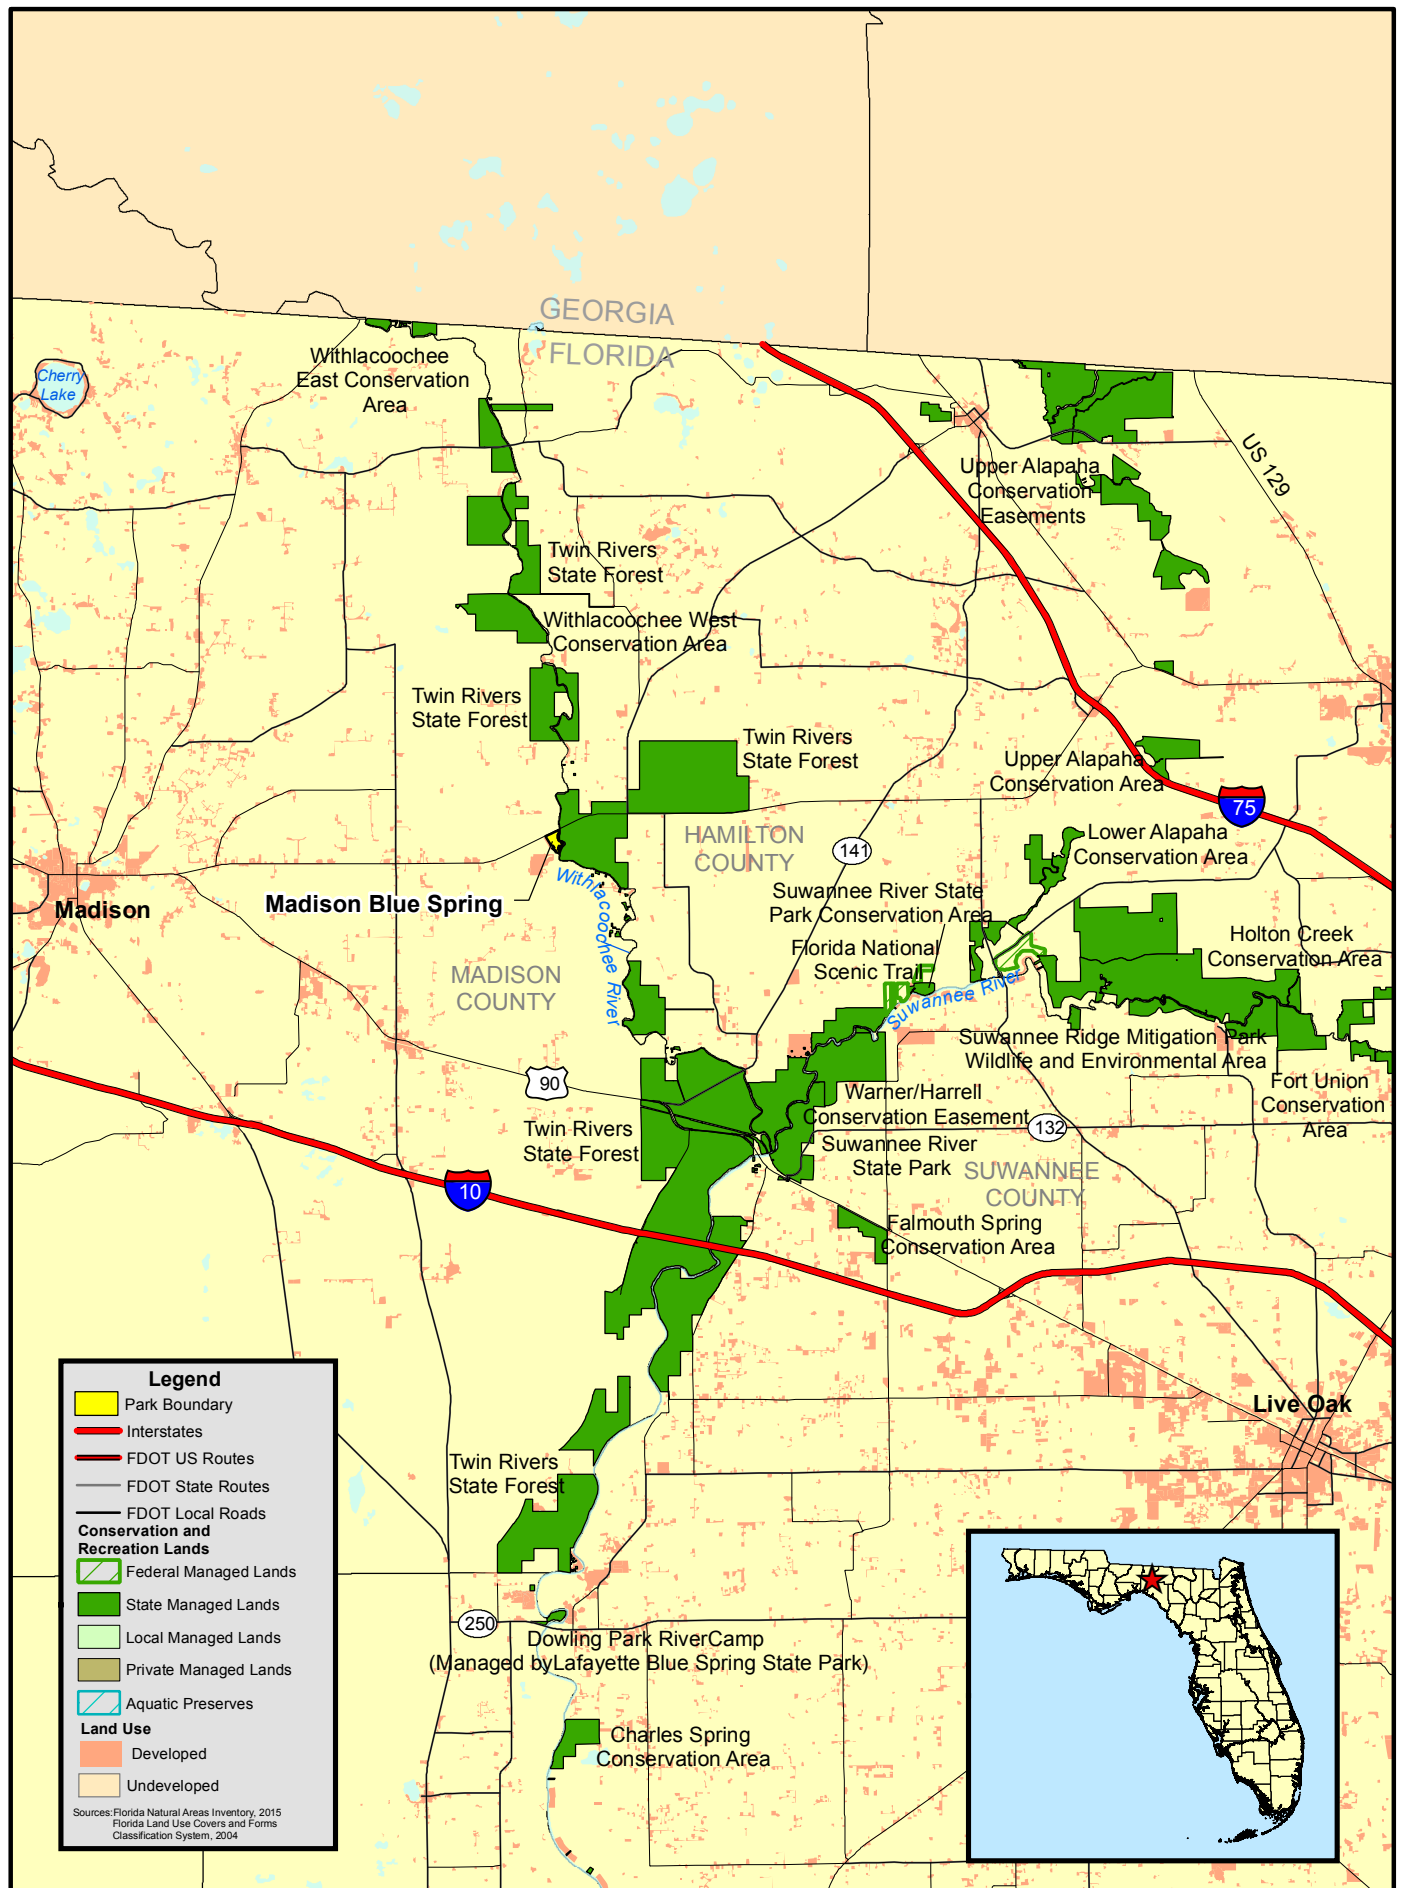 GEORGIA
FLORIDA
Cherry
Lake
Withlacoochee
East Conservation
Area
US 129
Upper Alapaha
Conservation
Easements
Twin Rivers
State Forest
Withlacoochee West
Conservation Area
Twin Rivers
State Forest
Twin Rivers
State Forest
Upper Alapaha
Conservation Area
75
HAMILTON
COUNTY
141
Lower Alapaha
Conservation Area
Madison
Madison Blue Spring
Withlacoochee River
Suwannee River State
Park Conservation Area
Florida National
Scenic Trail
Holton Creek
Conservation Area
MADISON
COUNTY
Suwannee River
Suwannee Ridge Mitigation Park
Wildlife and Environmental Area
90
Warner/Harrell
Conservation Easement
Fort Union
Conservation
Area
Twin Rivers
State Forest
132
Suwannee River
State Park
SUWANNEE
COUNTY
10
Falmouth Spring
Conservation Area
Live Oak
Twin Rivers
State Forest
250
Dowling Park RiverCamp
(Managed byLafayette Blue Spring State Park)
Charles Spring
Conservation Area
Legend
Park Boundary
Interstates
FDOT US Routes
FDOT State Routes
FDOT Local Roads
Conservation and
Recreation Lands
Federal Managed Lands
State Managed Lands
Local Managed Lands
Private Managed Lands
Aquatic Preserves
Land Use
Developed
Undeveloped
Sources:Florida Natural Areas Inventory, 2015
Florida Land Use Covers and Forms
Classification System, 2004